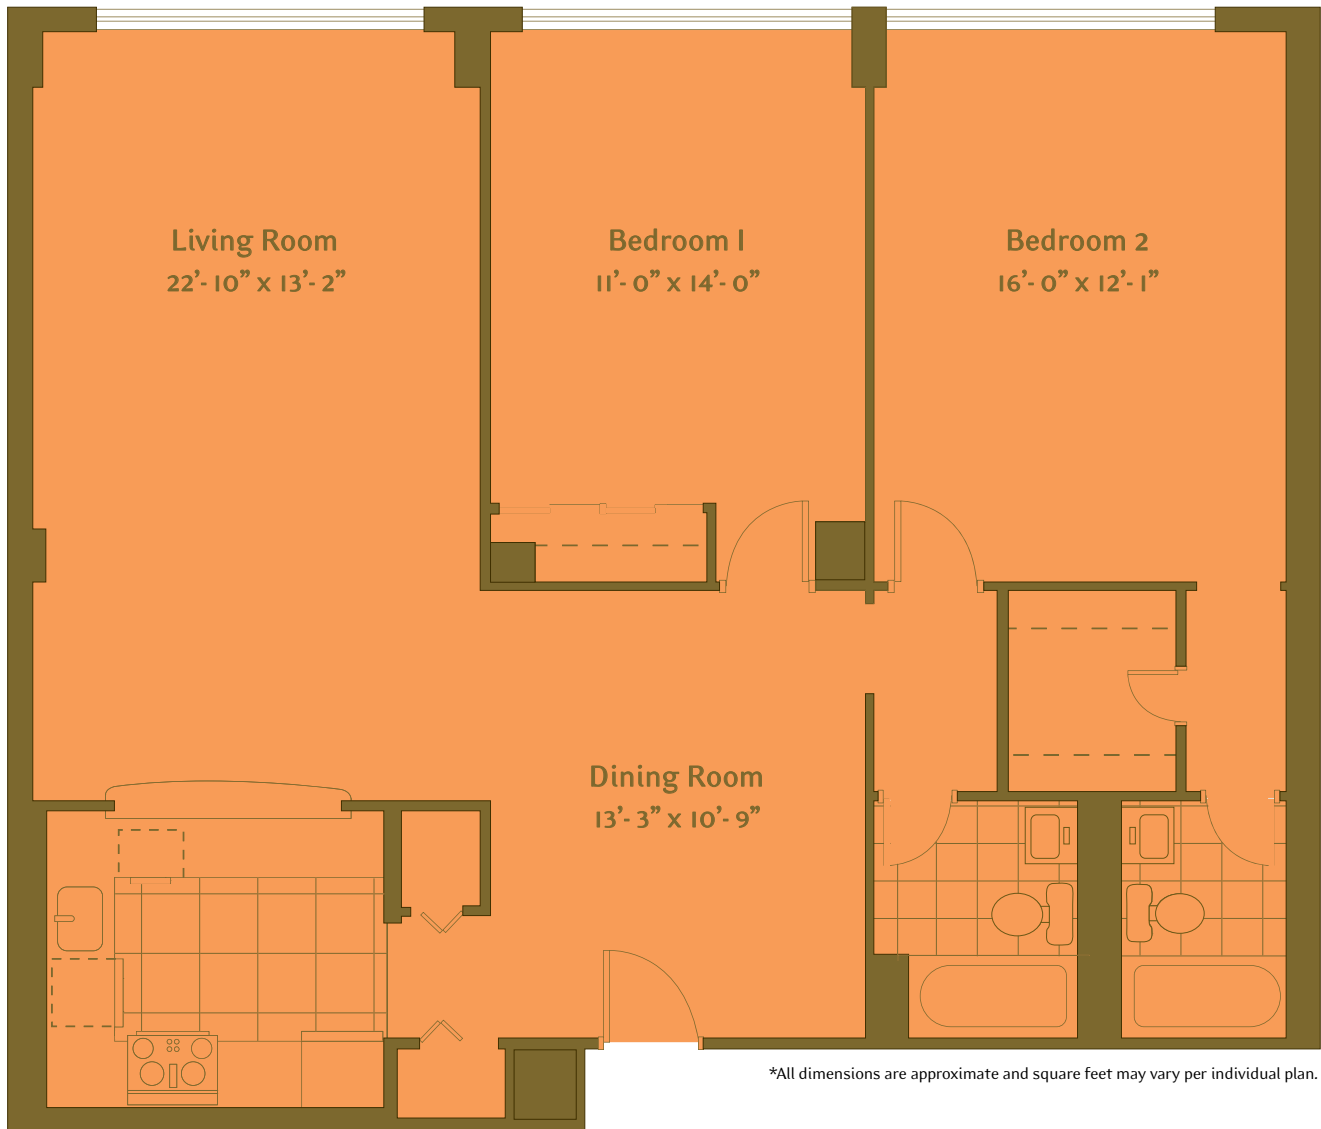 Living Room
22'- 10" x 13'- 2"
Bedroom 1
11'- 0" x 14'- 0"
Bedroom 2
16'- 0" x 12'- 1"
Dining Room
13'- 3" x 10'- 9"
*All dimensions are approximate and square feet may vary per individual plan.